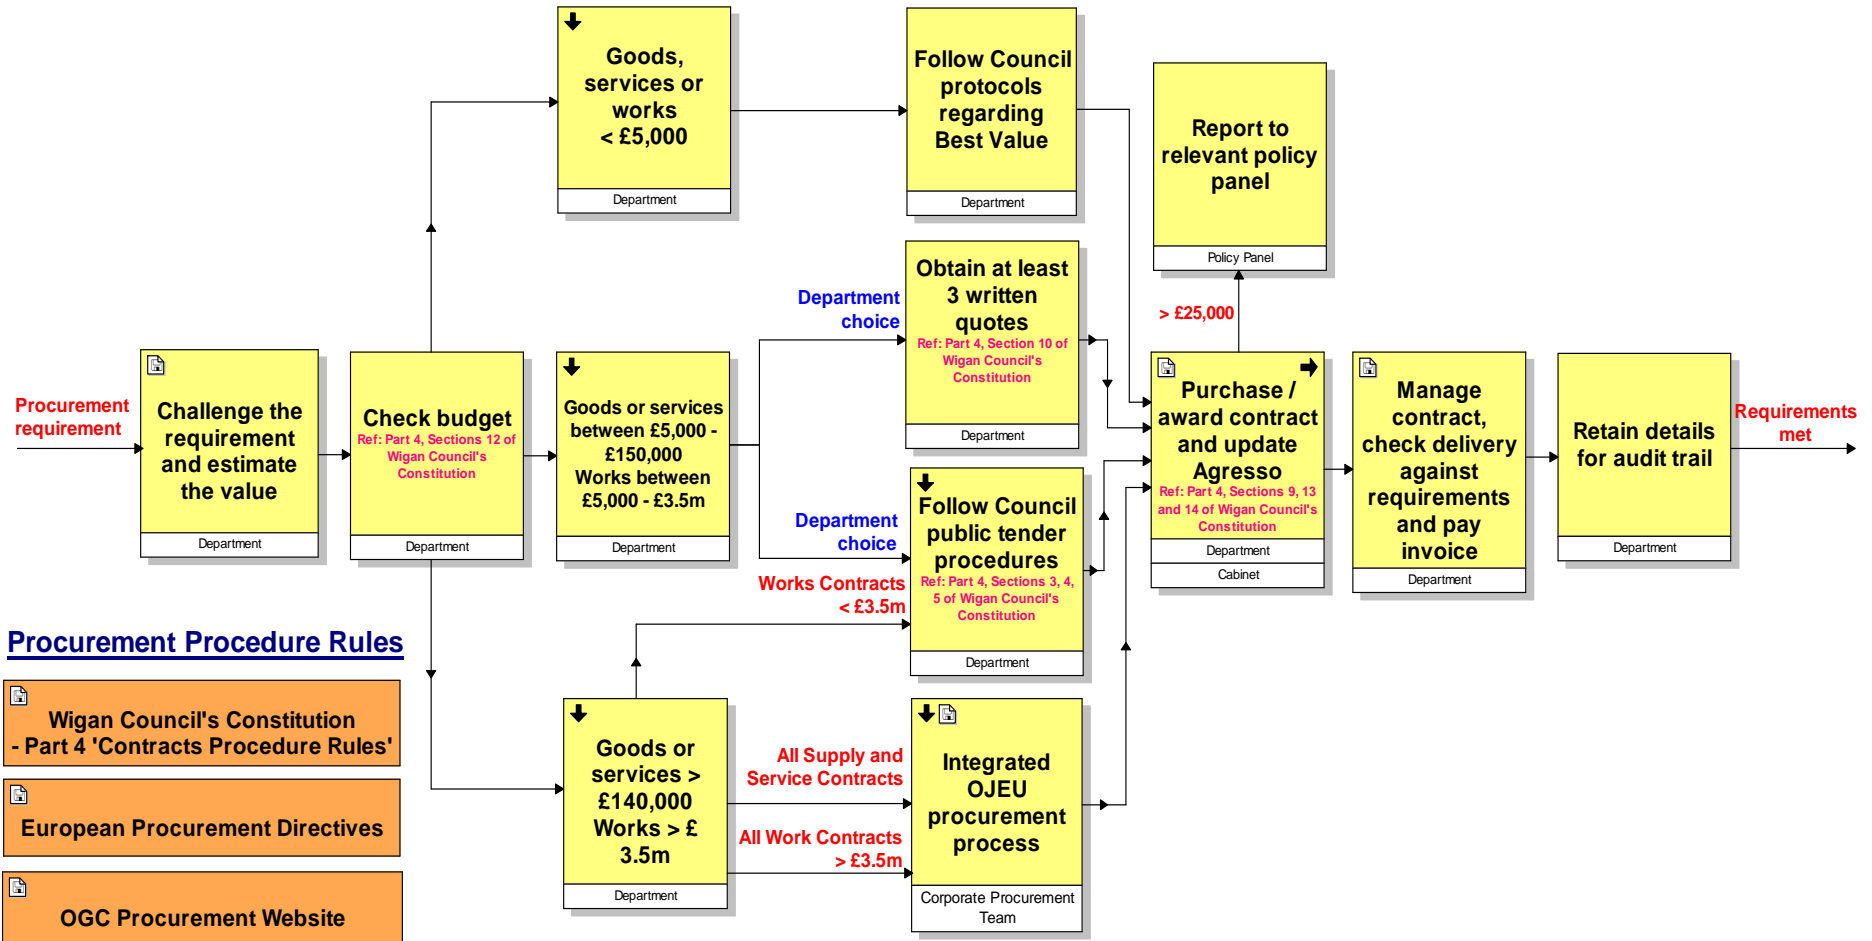 Procurement
requirement
Challenge the
requirement
and estimate
the value
Department
Check budget
Ref: Part 4, Sections 12 of
Wigan Council's
Constitution
Department
Goods,
services or
works
< £5,000
Department
Follow Council
protocols
regarding
Best Value
Department
Goods or services
between £5,000 -
£150,000
Works between
£5,000 - £3.5m
Department
Department
choice
Obtain at least
3 written
quotes
Ref: Part 4, Section 10 of
Wigan Council's
Constitution
Department
Department
choice
Works Contracts
< £3.5m
Follow Council
public tender
procedures
Ref: Part 4, Sections 3, 4,
5 of Wigan Council's
Constitution
Department
Goods or
services >
£140,000
Works > £
3.5m
Department
All Supply and
Service Contracts
All Work Contracts
> £3.5m
Integrated
OJEU
procurement
process
Corporate Procurement
Team
Report to
relevant policy
panel
Policy Panel
> £25,000
Purchase /
award contract
and update
Agresso
Ref: Part 4, Sections 9, 13
and 14 of Wigan Council's
Constitution
Department
Cabinet
Manage
contract,
check delivery
against
requirements
and pay
invoice
Department
Retain details
for audit trail
Department
Requirements
met
Procurement Procedure Rules
Wigan Council's Constitution
- Part 4 'Contracts Procedure Rules'
European Procurement Directives
OGC Procurement Website